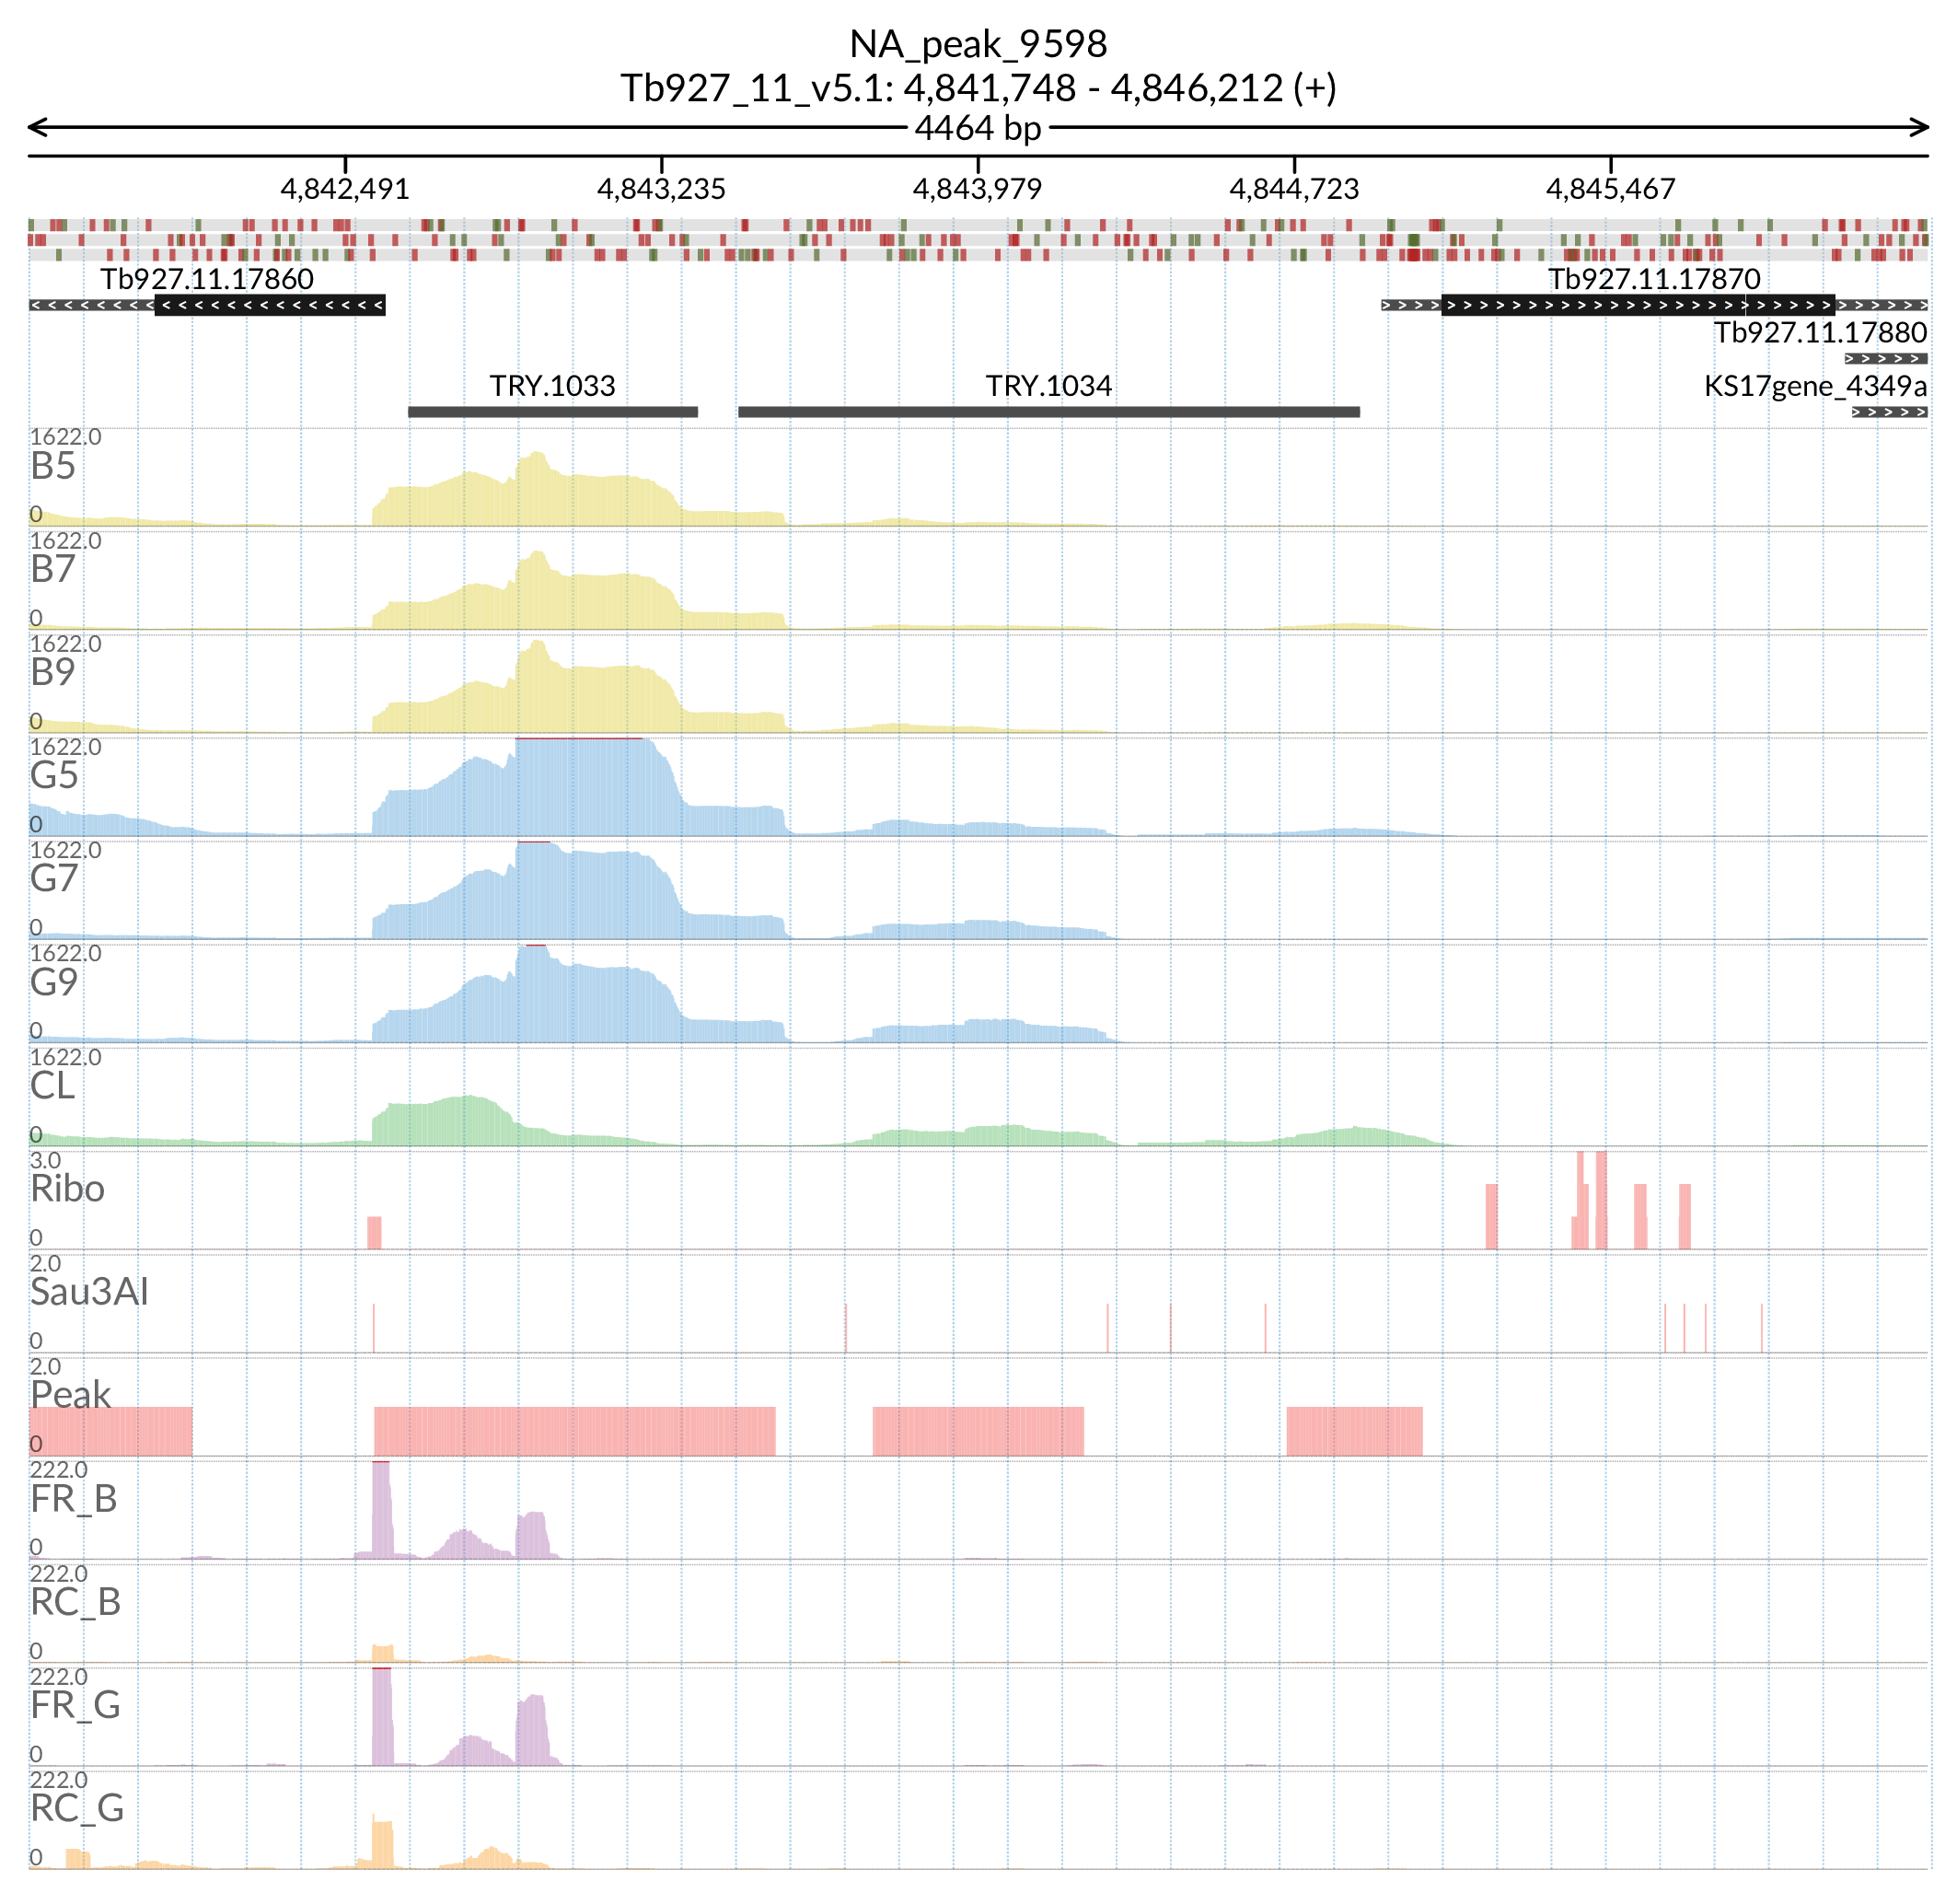 NA_peak_9598
Tb927_11_v5.1: 4,841,748 - 4,846,212 (+)
4464 bp
4,842,491 4,843,235 4,843,979 4,844,723 4,845,467
Tb927.11.17860 Tb927.11.17870
Tb927.11.17880
TRY.1033 TRY.1034 KS17gene_4349a
1622.0
B5
0
1622.0
B7
0
1622.0
B9
0
1622.0
G5
0
1622.0
G7
0
1622.0
G9
0
1622.0
CL
0
3.0
Ribo
0
2.0
Sau3AI
0
2.0
Peak
0
222.0
FR_B
0
222.0
RC_B
0
222.0
FR_G
0
222.0
RC_G
0